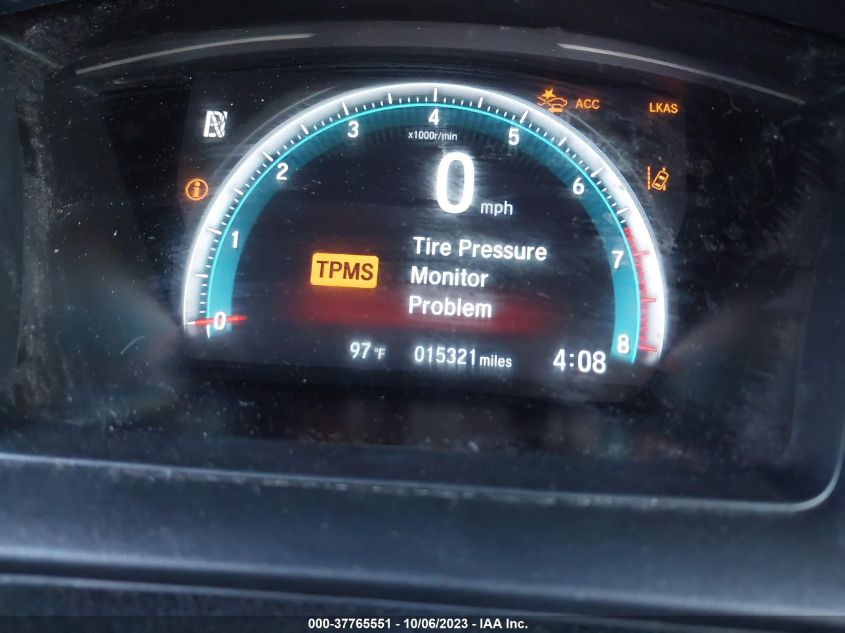 ACC
LKAS
x1000r/min
0 1 2 3 4 5 6 7 8
0 mph
i
TPMS
Tire Pressure
Monitor
Problem
97 °F
015321 miles
4:08
000-37765551 - 10/06/2023 - IAA Inc.